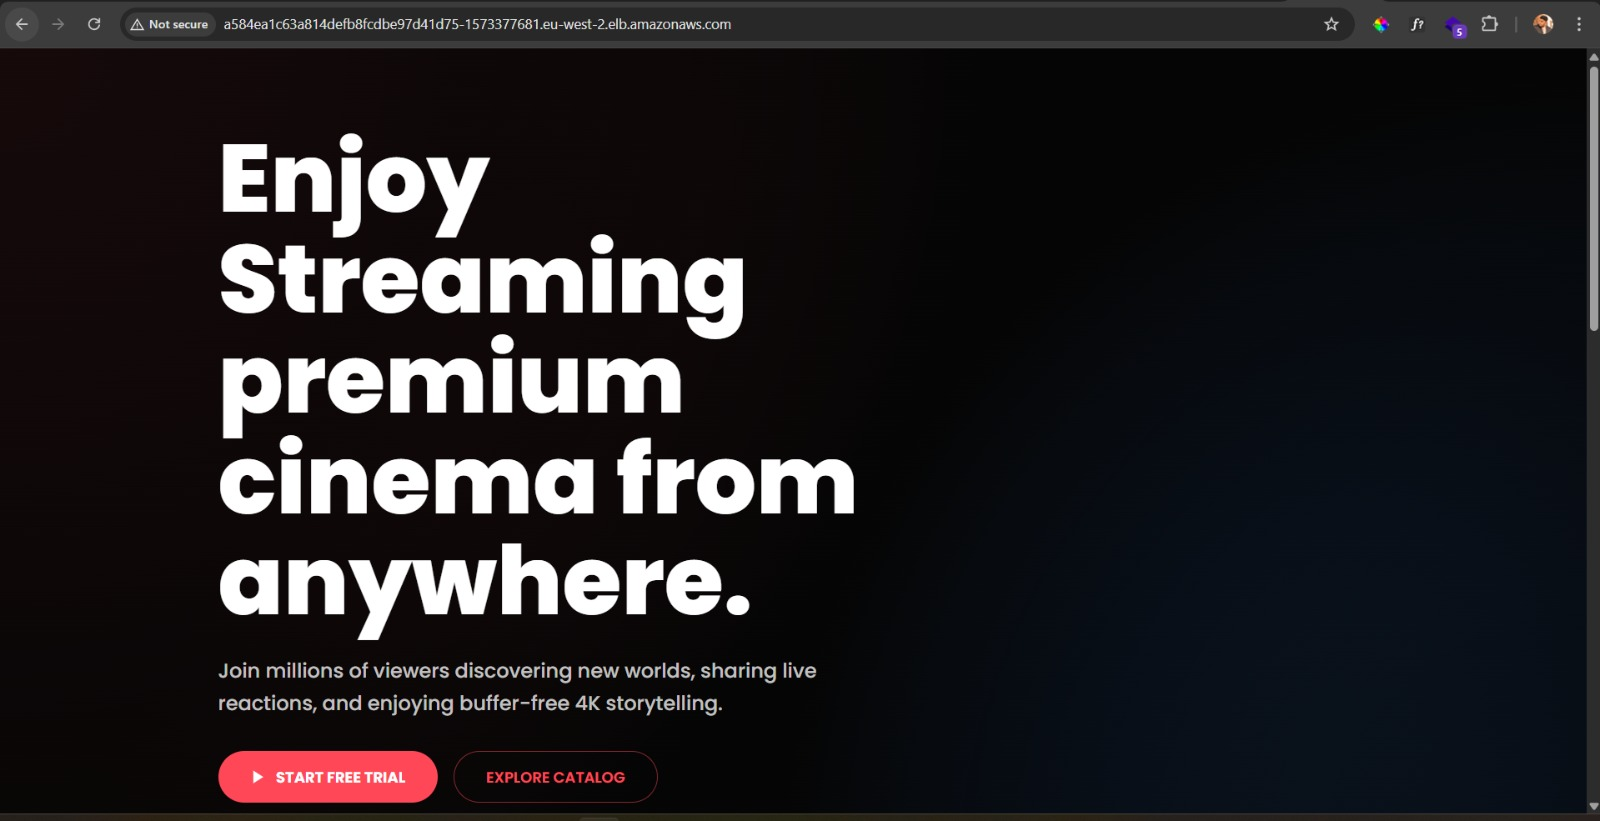 Not secure
a584ea1c63a814defb8fcdbe97d41d75-1573377681.eu-west-2.elb.amazonaws.com
f?
5
Enjoy
Streaming
premium
cinema from
anywhere.
Join millions of viewers discovering new worlds, sharing live
reactions, and enjoying buffer-free 4K storytelling.
START FREE TRIAL
EXPLORE CATALOG